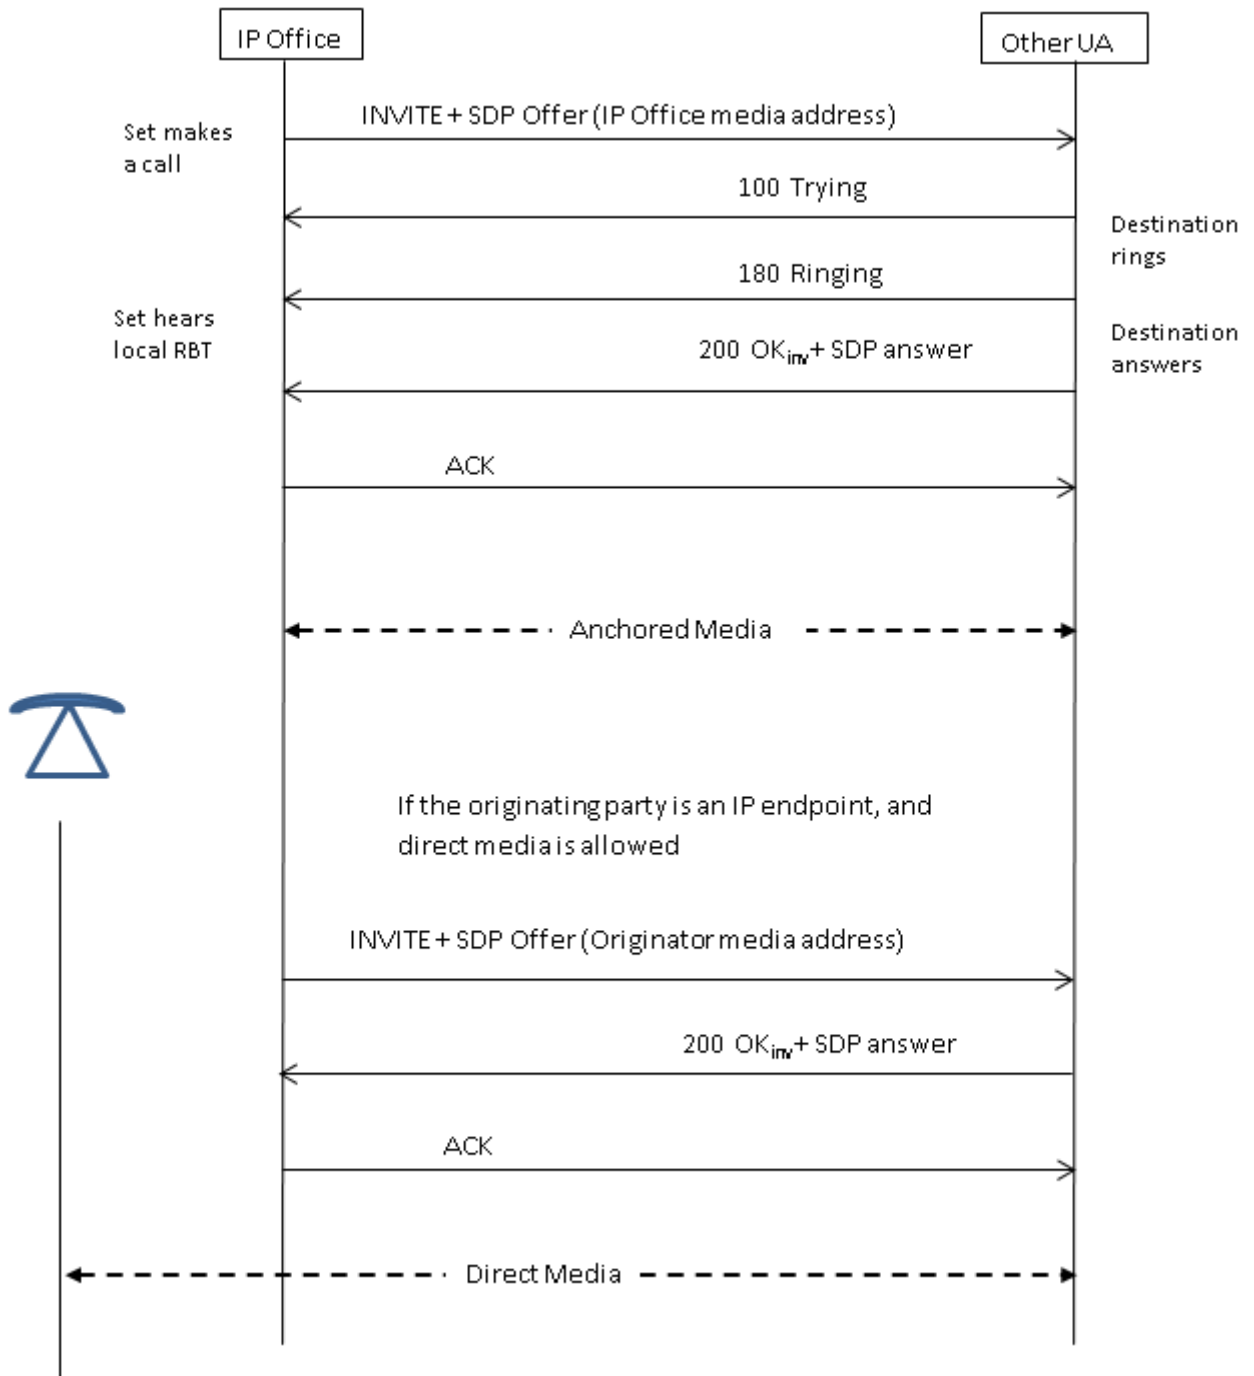 IP Office
Other UA
INVITE + SDP Offer (IP Office media address)
Set makes
a call
100 Trying
Destination
rings
180 Ringing
Set hears
local RBT
200 OKinv+ SDP answer
Destination
answers
ACK
Anchored Media
If the originating party is an IP endpoint, and
direct media is allowed
INVITE + SDP Offer (Originator media address)
200 OKinv+ SDP answer
ACK
Direct Media